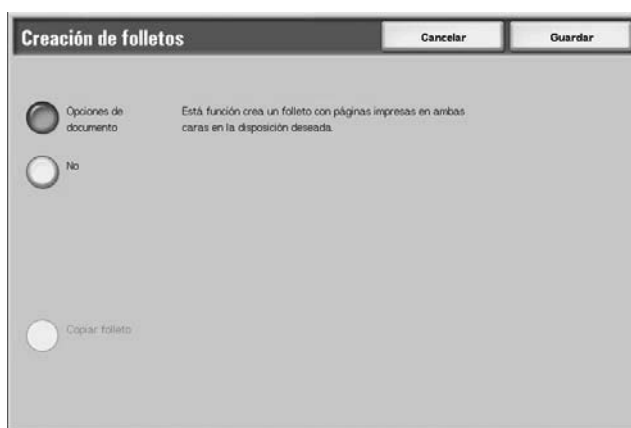 Creación de folletos
Cancelar
Guardar
Opciones de
documento
Está función crea un folleto con páginas impresas en ambas
caras en la disposición deseada.
No
Copiar folleto